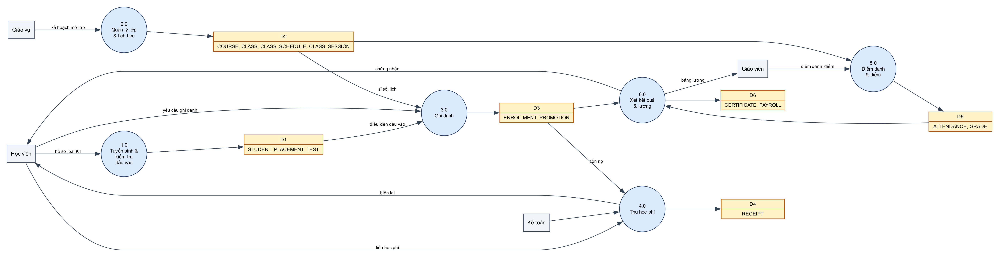 Giáo vụ
kế hoạch mở lớp
2.0
Quản lý lớp
& lịch học
D2
COURSE, CLASS, CLASS_SCHEDULE, CLASS_SESSION
chứng nhận
sĩ số, lịch
yêu cầu ghi danh
Học viên
hồ sơ, bài KT
1.0
Tuyển sinh &
kiểm tra
đầu vào
D1
STUDENT, PLACEMENT_TEST
điều kiện đầu vào
3.0
Ghi danh
D3
ENROLLMENT, PROMOTION
6.0
Xét kết quả
& lương
bảng lương
Giáo viên
điểm danh, điểm
5.0
Điểm danh
& điểm
D6
CERTIFICATE, PAYROLL
D5
ATTENDANCE, GRADE
còn nợ
biên lai
Kế toán
4.0
Thu học phí
D4
RECEIPT
tiền học phí